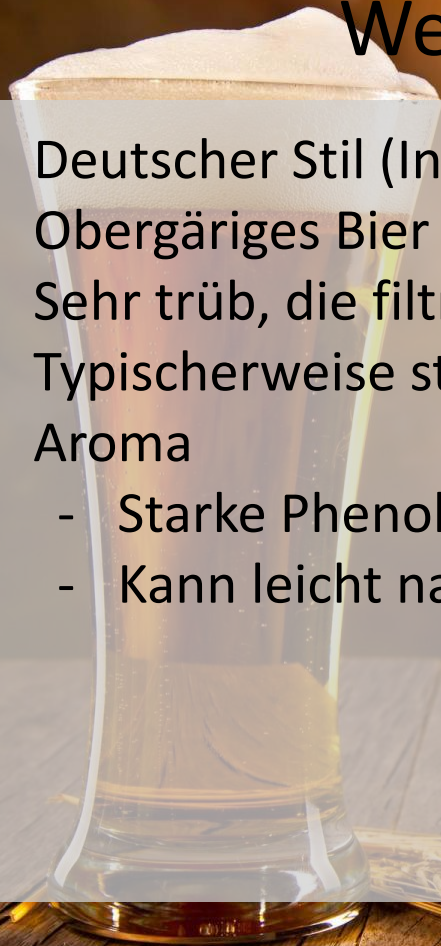 We
Deutscher Stil (In
Obergäriges Bier
Sehr trüb, die filt
Typischerweise st
Aroma
- Starke Phenol
- Kann leicht na